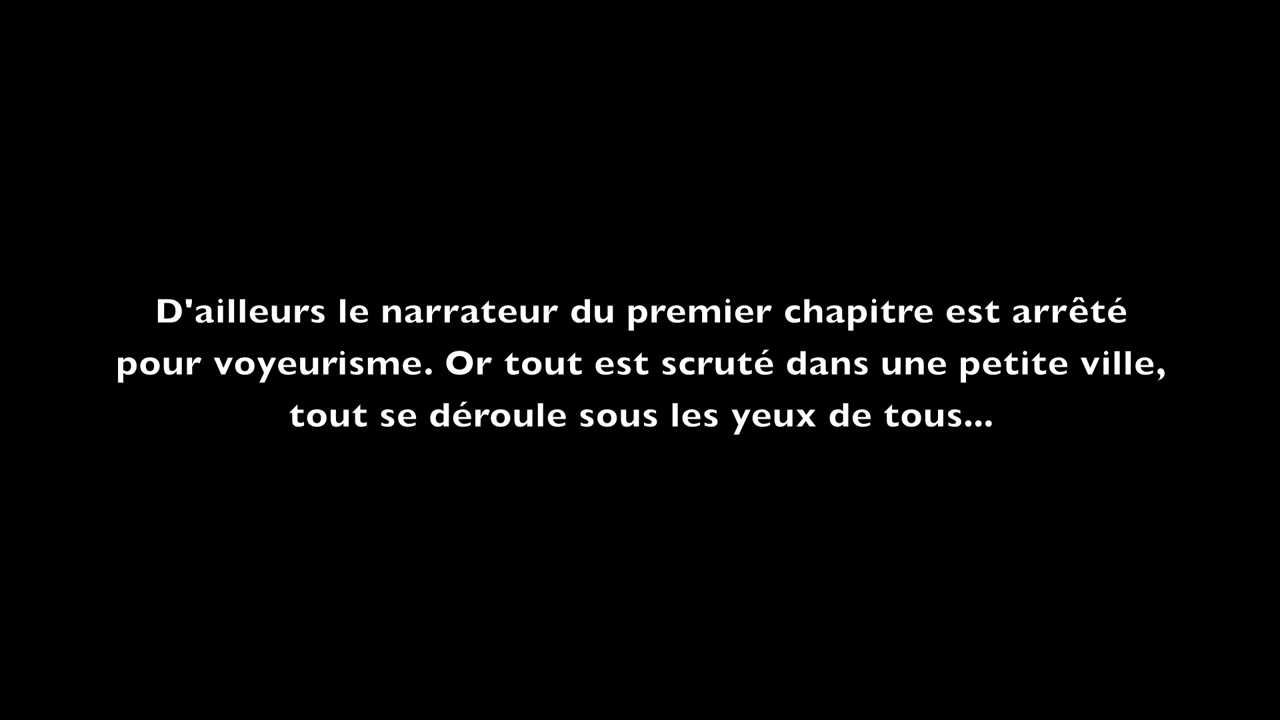 D'ailleurs le narrateur du premier chapitre est arrêté
pour voyeurisme. Or tout est scruté dans une petite ville,
tout se déroule sous les yeux de tous...